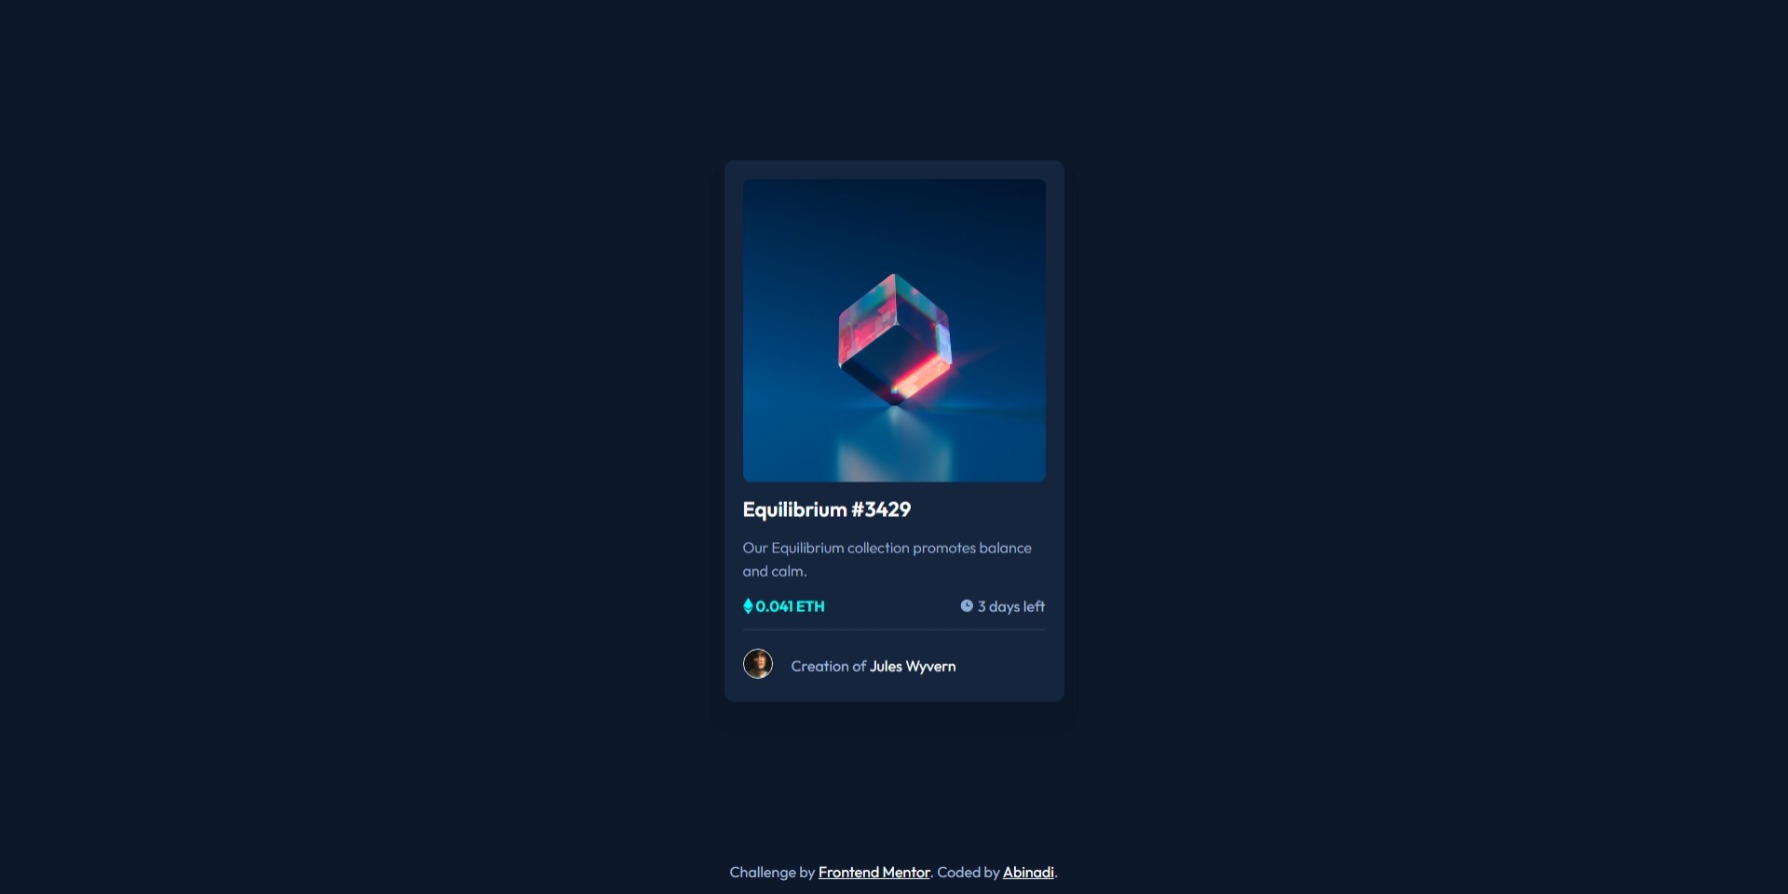 Equilibrium #3429
Our Equilibrium collection promotes balance
and calm.
0.041 ETH
3 days left
Creation of Jules Wyvern
Challenge by Frontend Mentor. Coded by Abinadi.